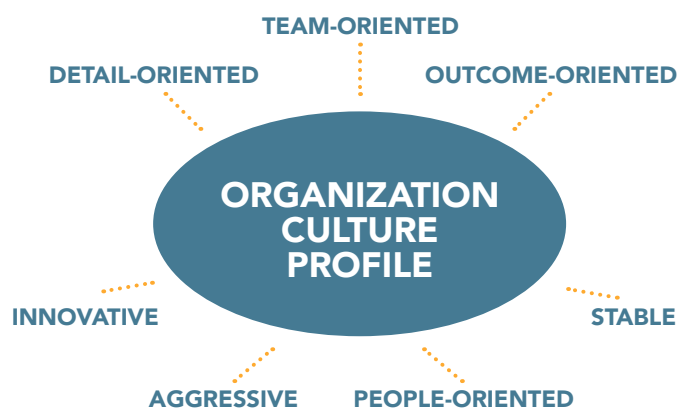 TEAM-ORIENTED
DETAIL-ORIENTED
OUTCOME-ORIENTED
ORGANIZATION
CULTURE
PROFILE
INNOVATIVE
STABLE
AGGRESSIVE
PEOPLE-ORIENTED